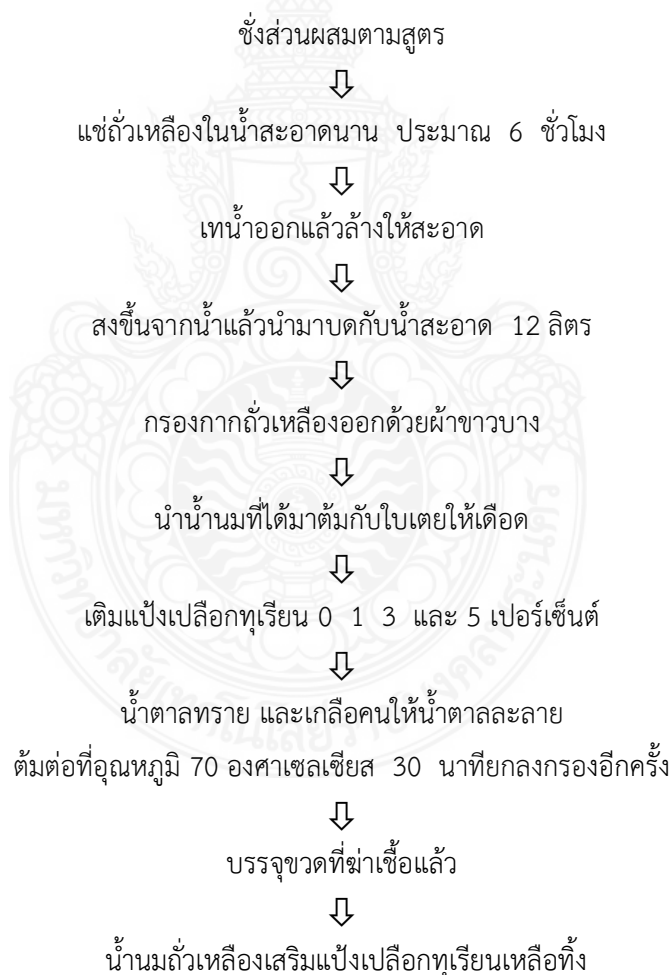 ชั่งส่วนผสมตามสูตร
⇩
แช่ถั่วเหลืองในน้ำสะอาดนาน ประมาณ 6 ชั่วโมง
⇩
เทน้ำออกแล้วล้างให้สะอาด
⇩
สงขึ้นจากน้ำแล้วนำมาบดกับน้ำสะอาด 12 ลิตร
⇩
กรองกากถั่วเหลืองออกด้วยผ้าขาวบาง
⇩
นำน้ำนมที่ได้มาต้มกับใบเตยให้เดือด
⇩
เติมแป้งเปลือกทุเรียน 0 1 3 และ 5 เปอร์เซ็นต์
⇩
น้ำตาลทราย และเกลือคนให้น้ำตาลละลาย
ต้มต่อที่อุณหภูมิ 70 องศาเซลเซียส 30 นาทียกลงกรองอีกครั้ง
⇩
บรรจุขวดที่ฆ่าเชื้อแล้ว
⇩
น้ำนมถั่วเหลืองเสริมแป้งเปลือกทุเรียนเหลือทิ้ง